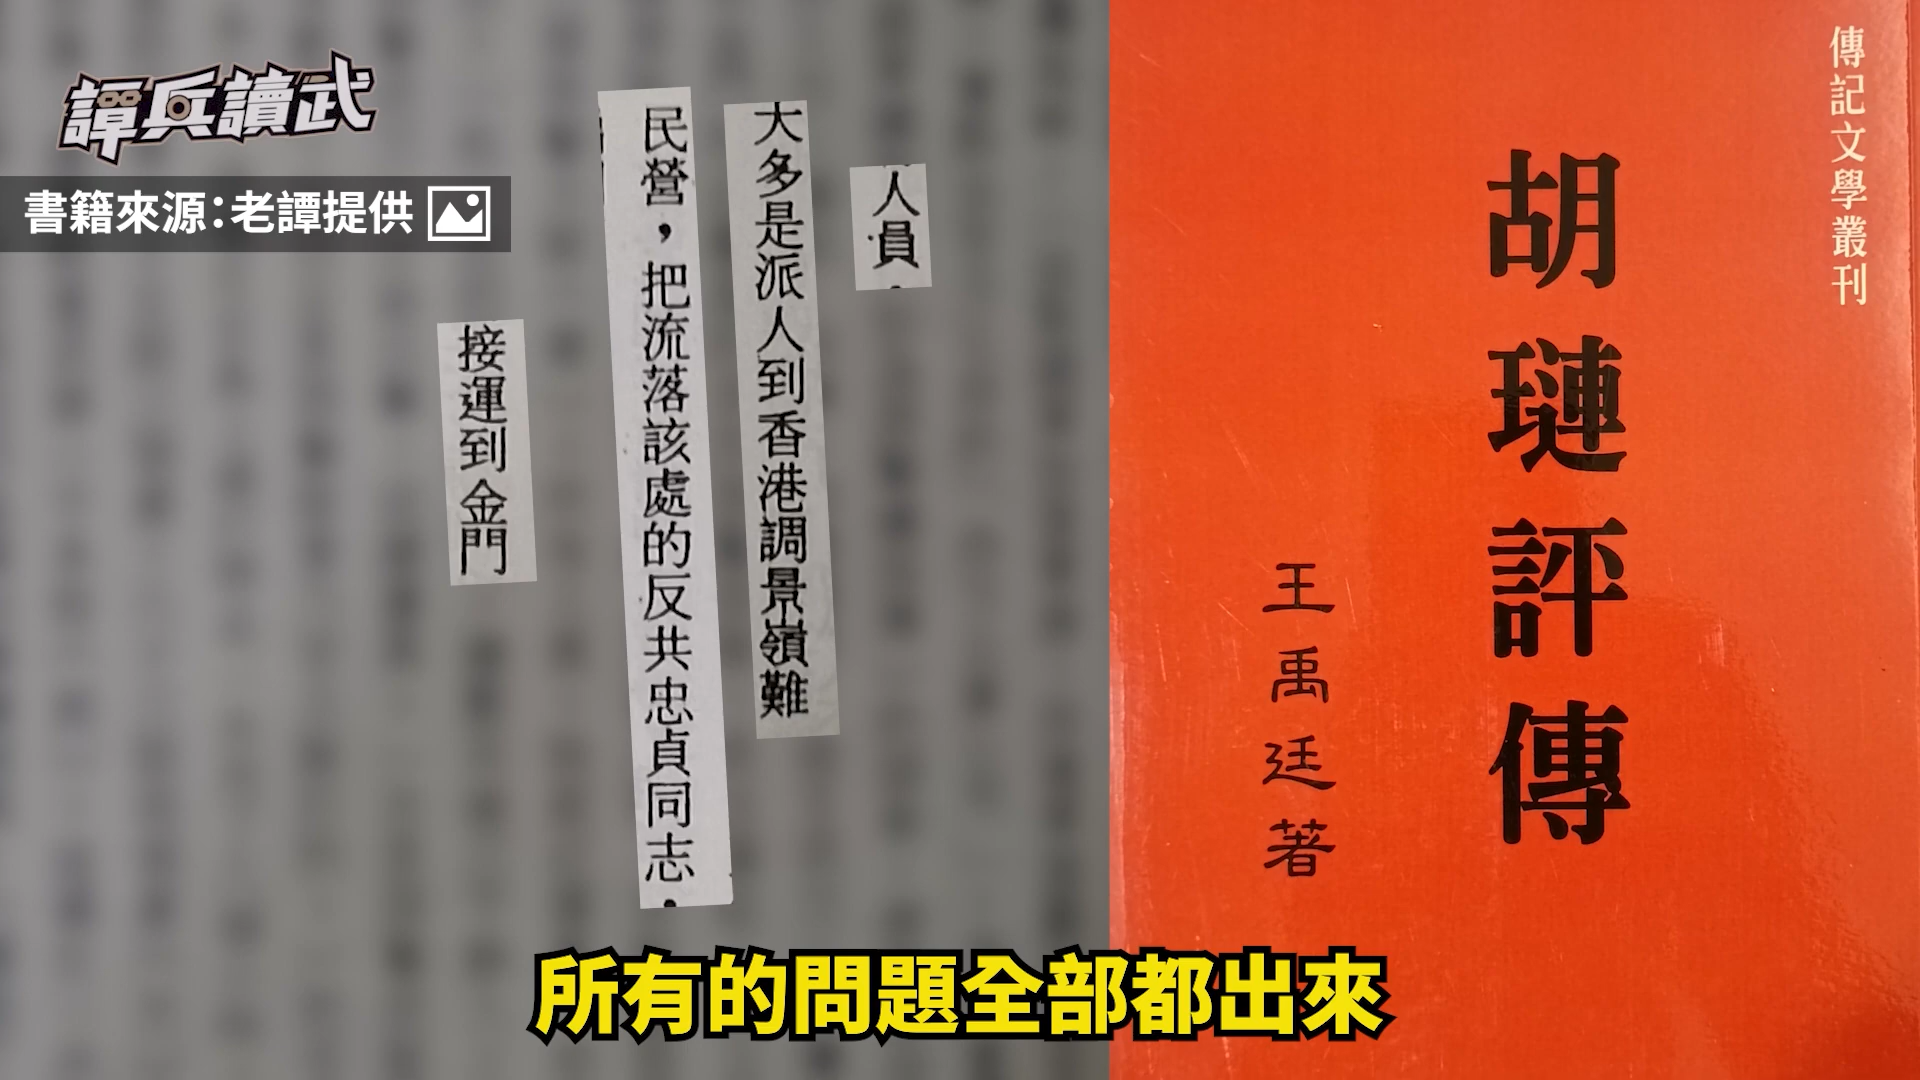 譚兵讀武
書籍來源：老譚提供
人員．
大多是派人到香港調景嶺難
民營，把流落該處的反共忠貞同志，
接運到金門
傳記文學叢刊
胡璉評傳
王禹廷著
所有的問題全部都出來